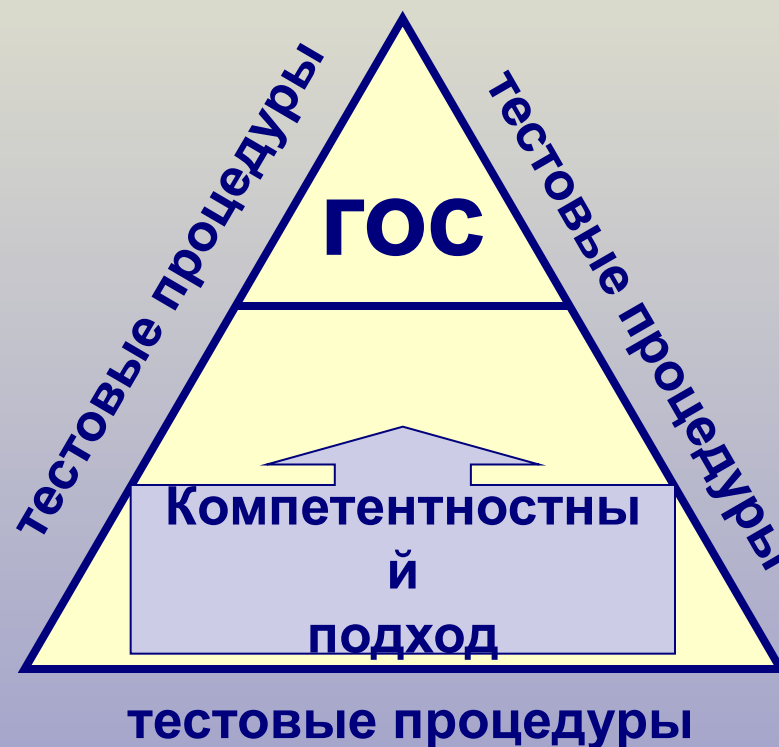 тестовые процедуры
тестовые процедуры
ГОС
Компетентностны
й
подход
тестовые процедуры